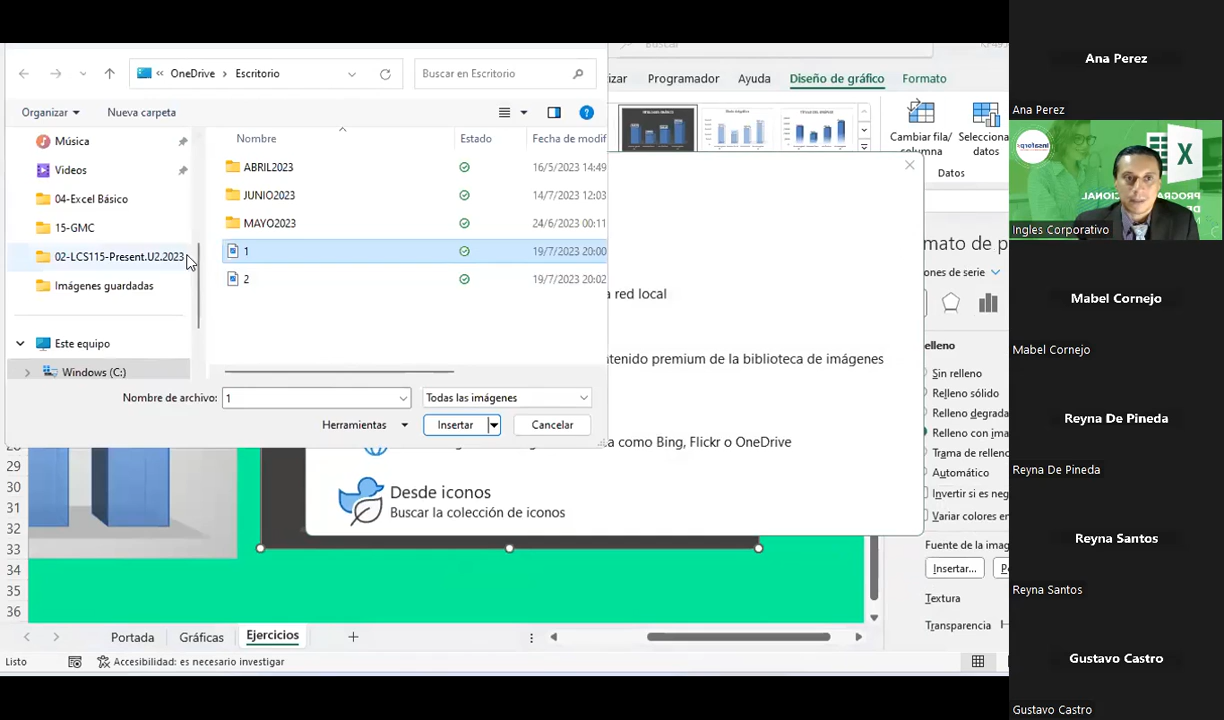 Buscar
OneDrive
Escritorio
Buscar en Escritorio
Organizar
Nueva carpeta
Música
Videos
04-Excel Básico
15-GMC
02-LCS115-Present.U2.2023
Imágenes guardadas
Este equipo
Windows (C:)
Nombre
Estado
Fecha de modif
ABRIL2023
16/5/2023 14:49
JUNIO2023
14/7/2023 12:03
MAYO2023
24/6/2023 00:11
1
19/7/2023 20:00
2
19/7/2023 20:02
Nombre de archivo:
1
Todas las imágenes
Herramientas
Insertar
Cancelar
izar
Programador
Ayuda
Diseño de gráfico
Formato
Cambiar fila/
columna
Selecciona
datos
Datos
a red local
ntenido premium de la biblioteca de imágenes
a como Bing, Flickr o OneDrive
Desde iconos
Buscar la colección de iconos
mato de p
ones de serie
elleno
Sin relleno
Relleno sólido
Relleno degrada
Relleno con ima
Trama de relleno
Automático
Invertir si es neg
Variar colores en
Fuente de la imag
Insertar...
Textura
Transparencia
29
30
31
32
33
34
35
36
Portada
Gráficas
Ejercicios
Listo
Accesibilidad: es necesario investigar
Ana Perez
Ana Perez
Ingles Corporativo
Mabel Cornejo
Mabel Cornejo
Reyna De Pineda
Reyna De Pineda
Reyna Santos
Reyna Santos
Gustavo Castro
Gustavo Castro